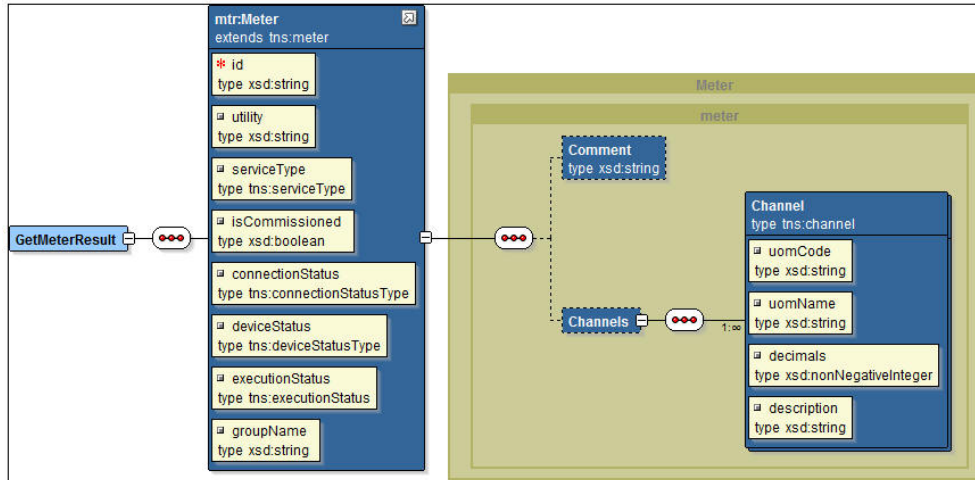 GetMeterResult
mtr:Meter
extends tns:meter
* id
type xsd:string
utility
type xsd:string
serviceType
type tns:serviceType
isCommissioned
type xsd:boolean
connectionStatus
type tns:connectionStatusType
deviceStatus
type tns:deviceStatusType
executionStatus
type tns:executionStatus
groupName
type xsd:string
Meter
meter
Comment
type xsd:string
Channels
1:∞
Channel
type tns:channel
uomCode
type xsd:string
uomName
type xsd:string
decimals
type xsd:nonNegativeInteger
description
type xsd:string